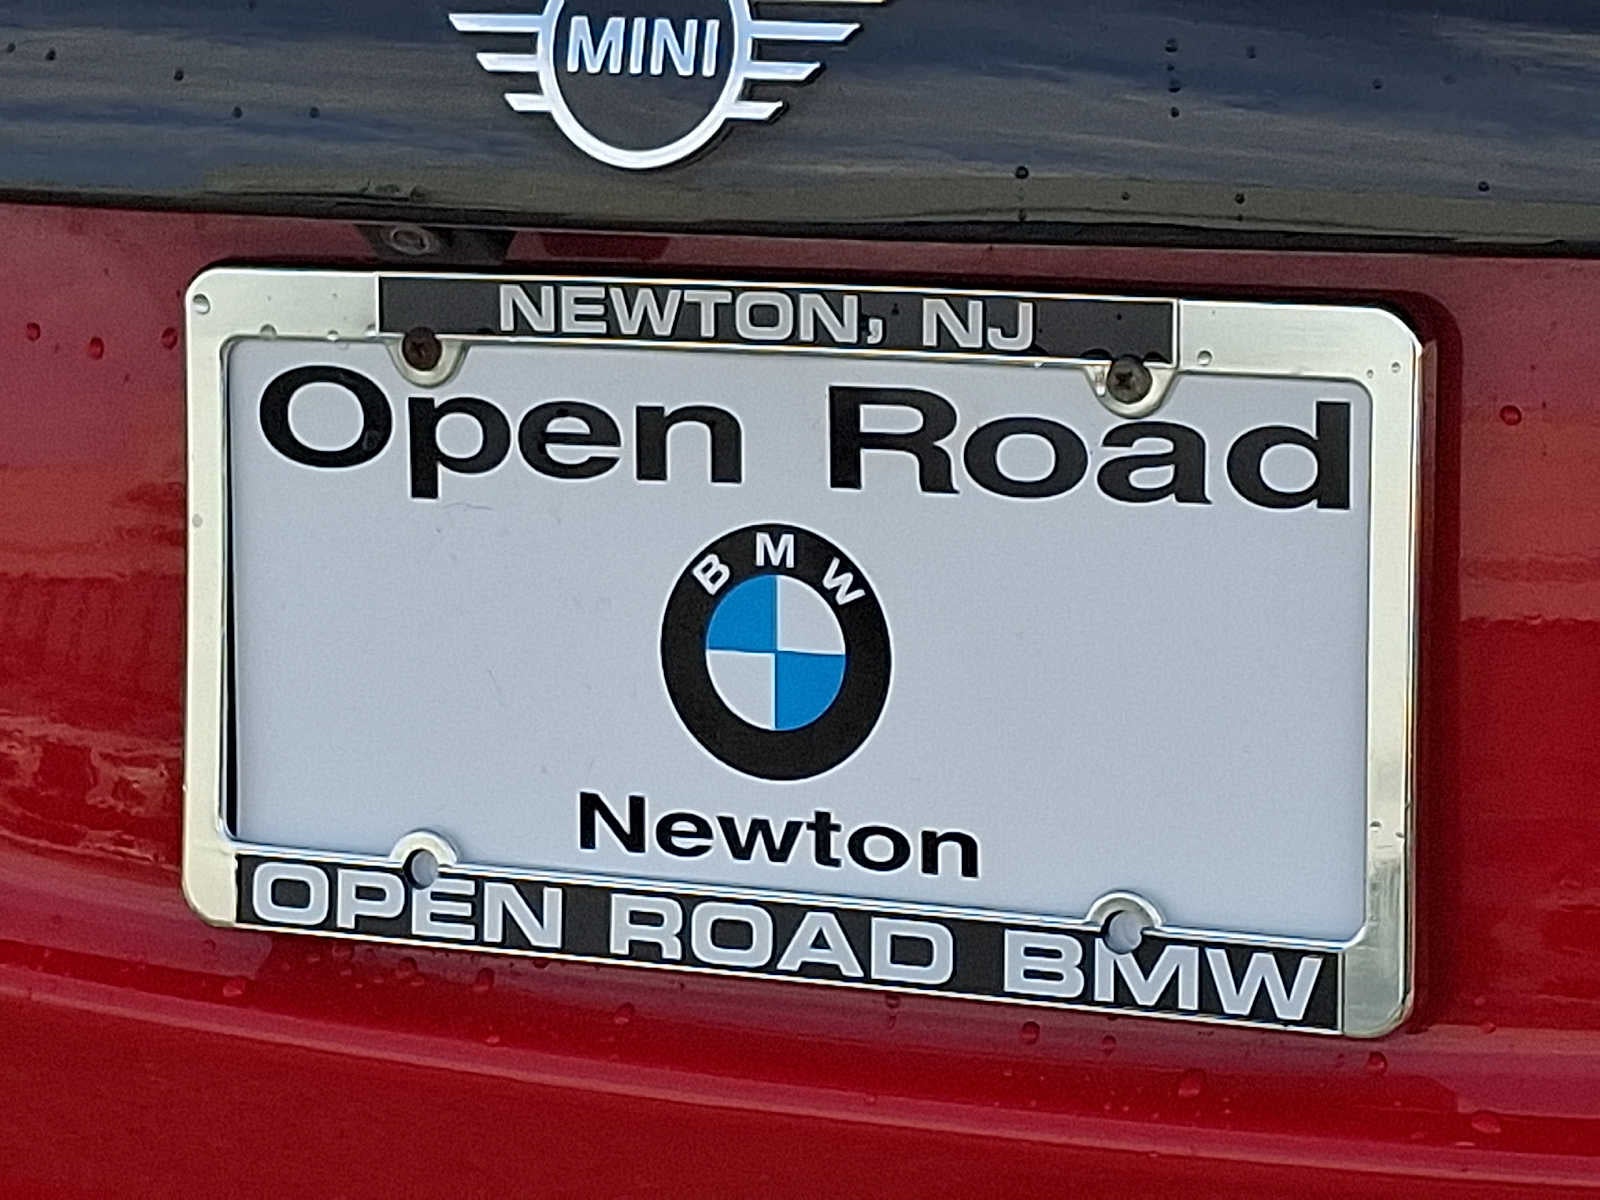 MINI
NEWTON, NJ
Open Road
BMW
Newton
OPEN ROAD BMW